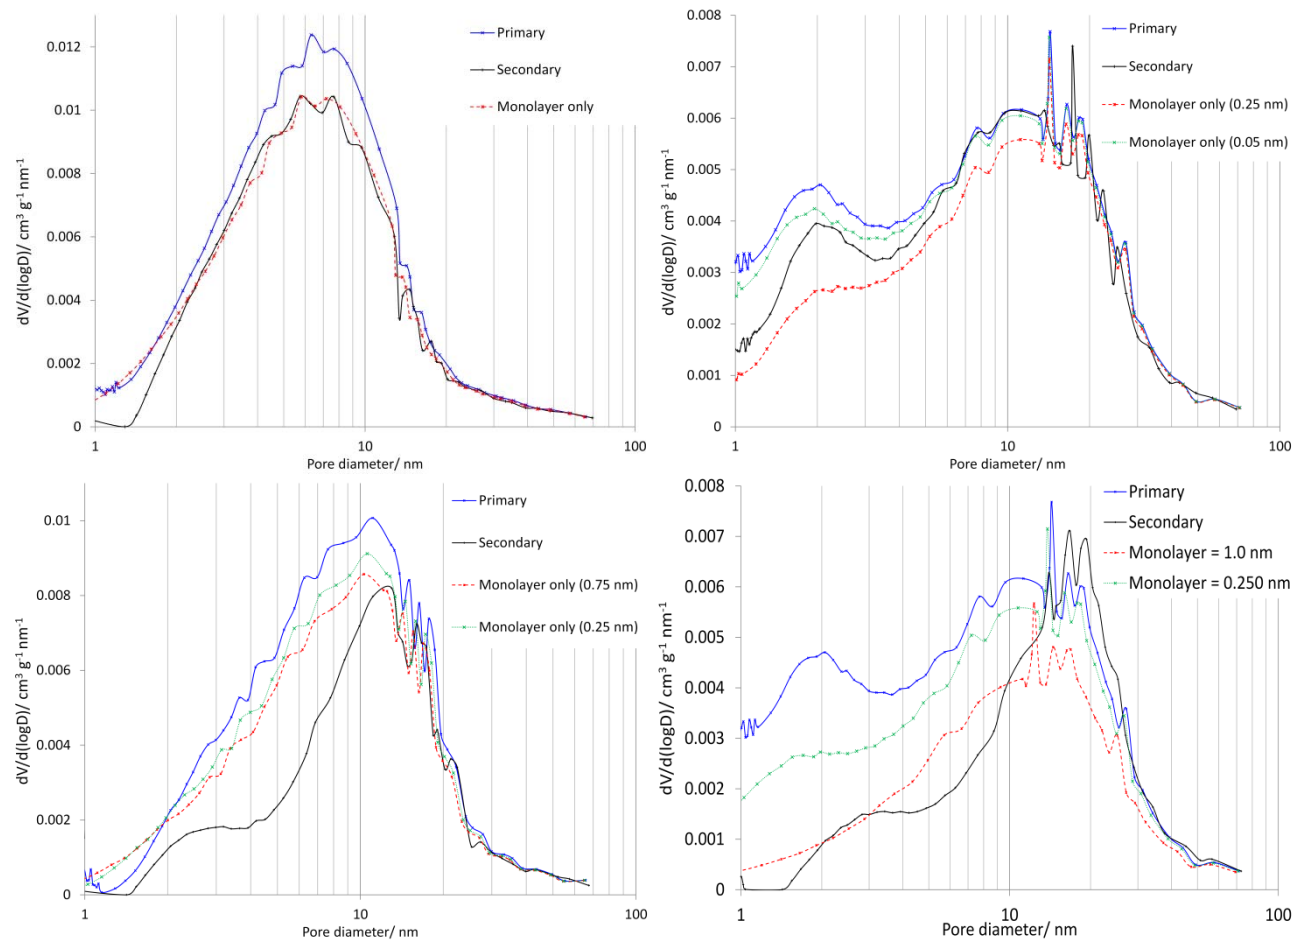 0.012
0.01
0.008
0.006
0.004
0.002
0
dV/d(logD)/ cm³ g⁻¹ nm⁻¹
1
10
100
Pore diameter/ nm
Primary
Secondary
Monolayer only
0.008
0.007
0.006
0.005
0.004
0.003
0.002
0.001
0
dV/d(logD)/ cm³ g⁻¹ nm⁻¹
1
10
100
Pore diameter/ nm
Primary
Secondary
Monolayer only (0.25 nm)
Monolayer only (0.05 nm)
0.01
0.008
0.006
0.004
0.002
0
dV/d(logD)/ cm³ g⁻¹ nm⁻¹
1
10
100
Pore diameter/ nm
Primary
Secondary
Monolayer only (0.75 nm)
Monolayer only (0.25 nm)
0.008
0.007
0.006
0.005
0.004
0.003
0.002
0.001
0
dV/d(logD)/ cm³ g⁻¹ nm⁻¹
1
10
100
Pore diameter/ nm
Primary
Secondary
Monolayer = 1.0 nm
Monolayer = 0.250 nm